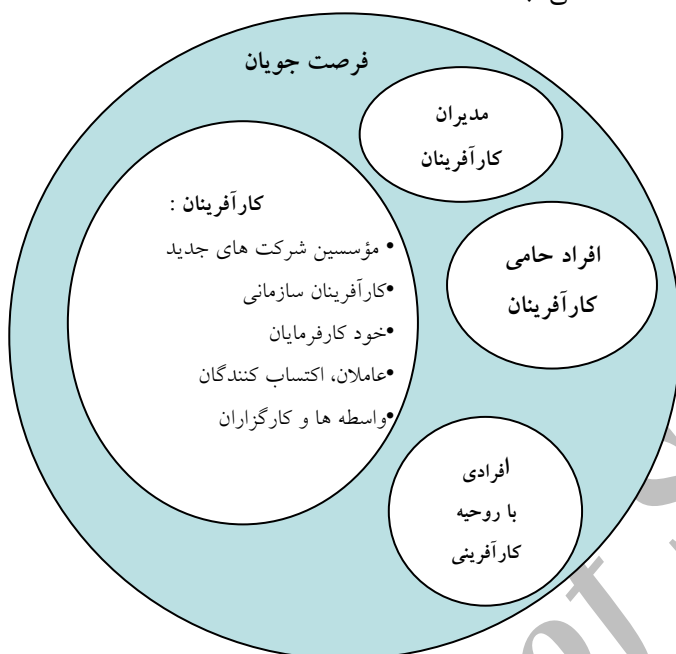 فرصت جویان
مدیران
کارآفرینان
کارآفرینان :
• مؤسسین شرکت های جدید
•کارآفرینان سازمانی
•خود کارفرمایان
•عاملان، اکتساب کنندگان
•واسطه ها و کارگزاران
افراد حامی
کارآفرینان
افرادی
با روحیه
کارآفرینی